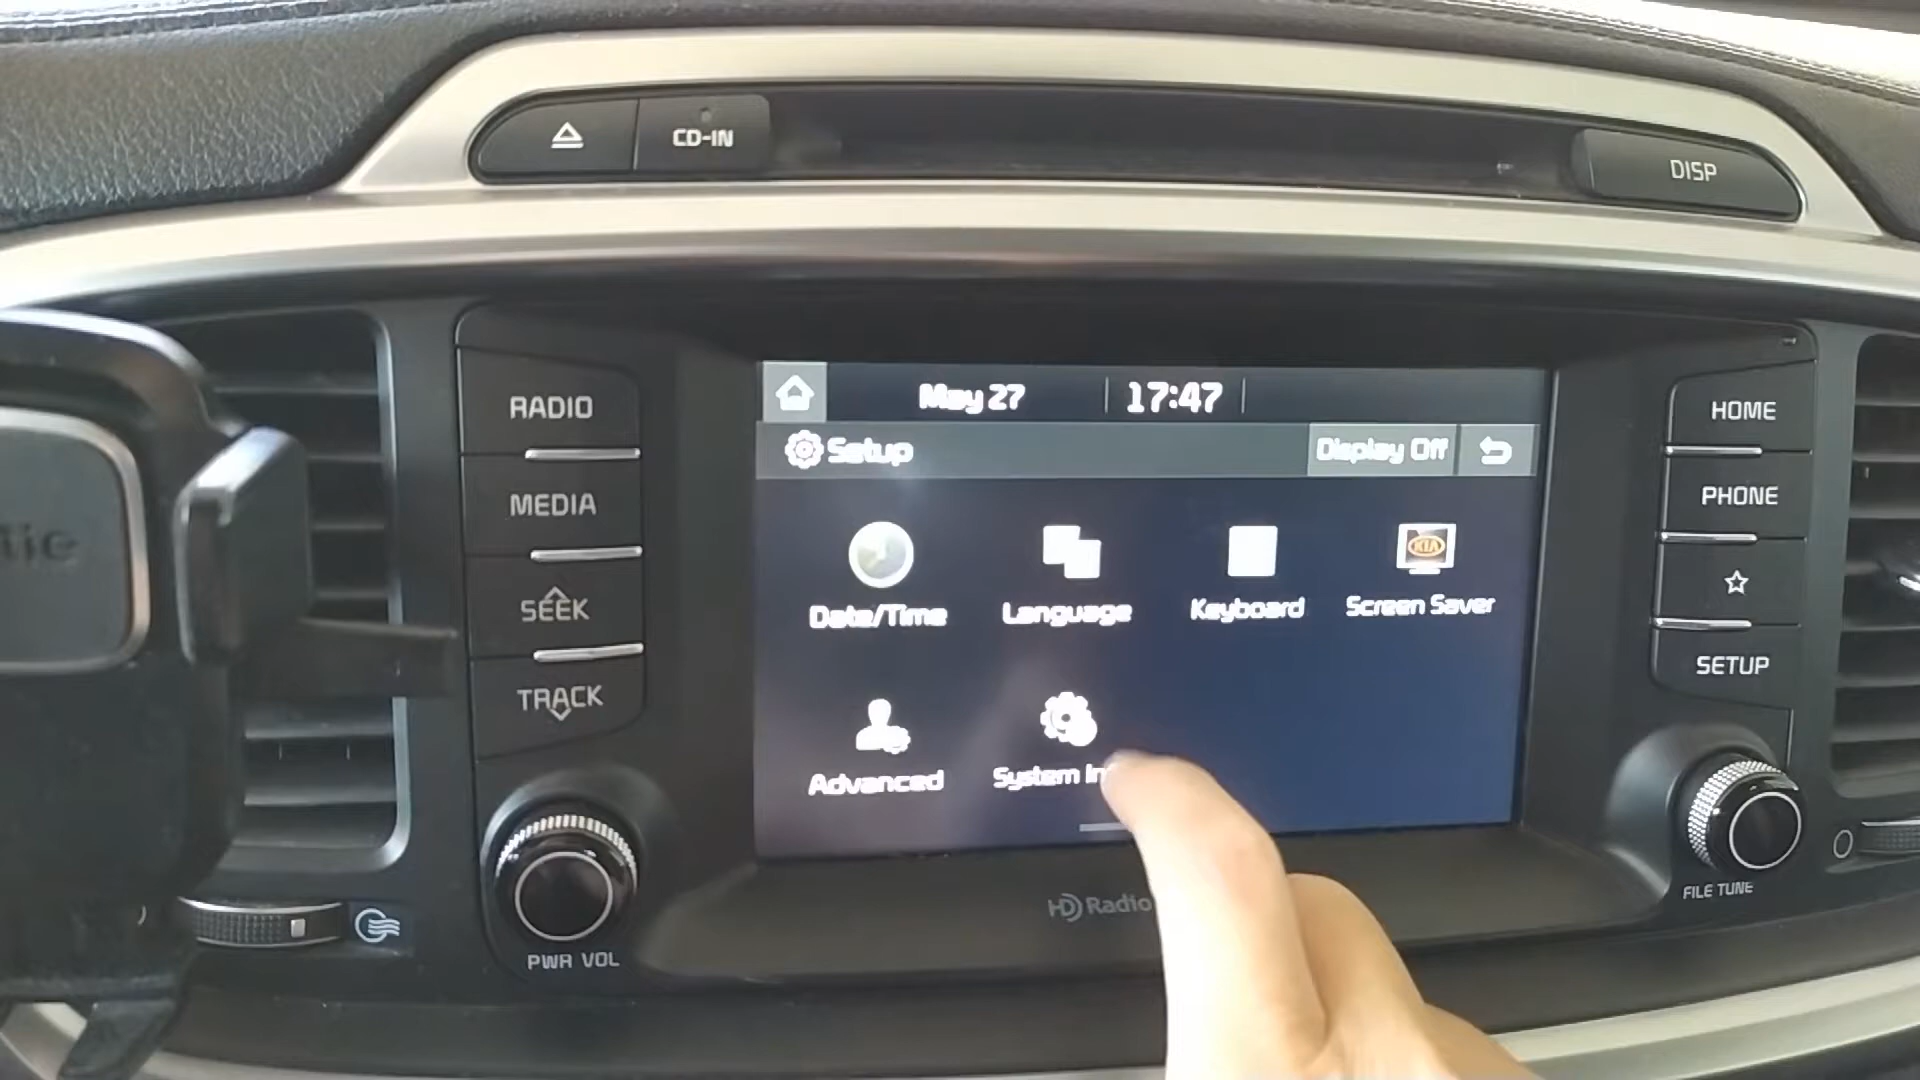 CD-IN
DISP
RADIO
MEDIA
SEEK
TRACK
PWR VOL
May 27
17:47
Setup
Display Off
Date/Time
Language
Keyboard
KIA
Screen Saver
Advanced
System
HD Radio
HOME
PHONE
SETUP
FILE TUNE